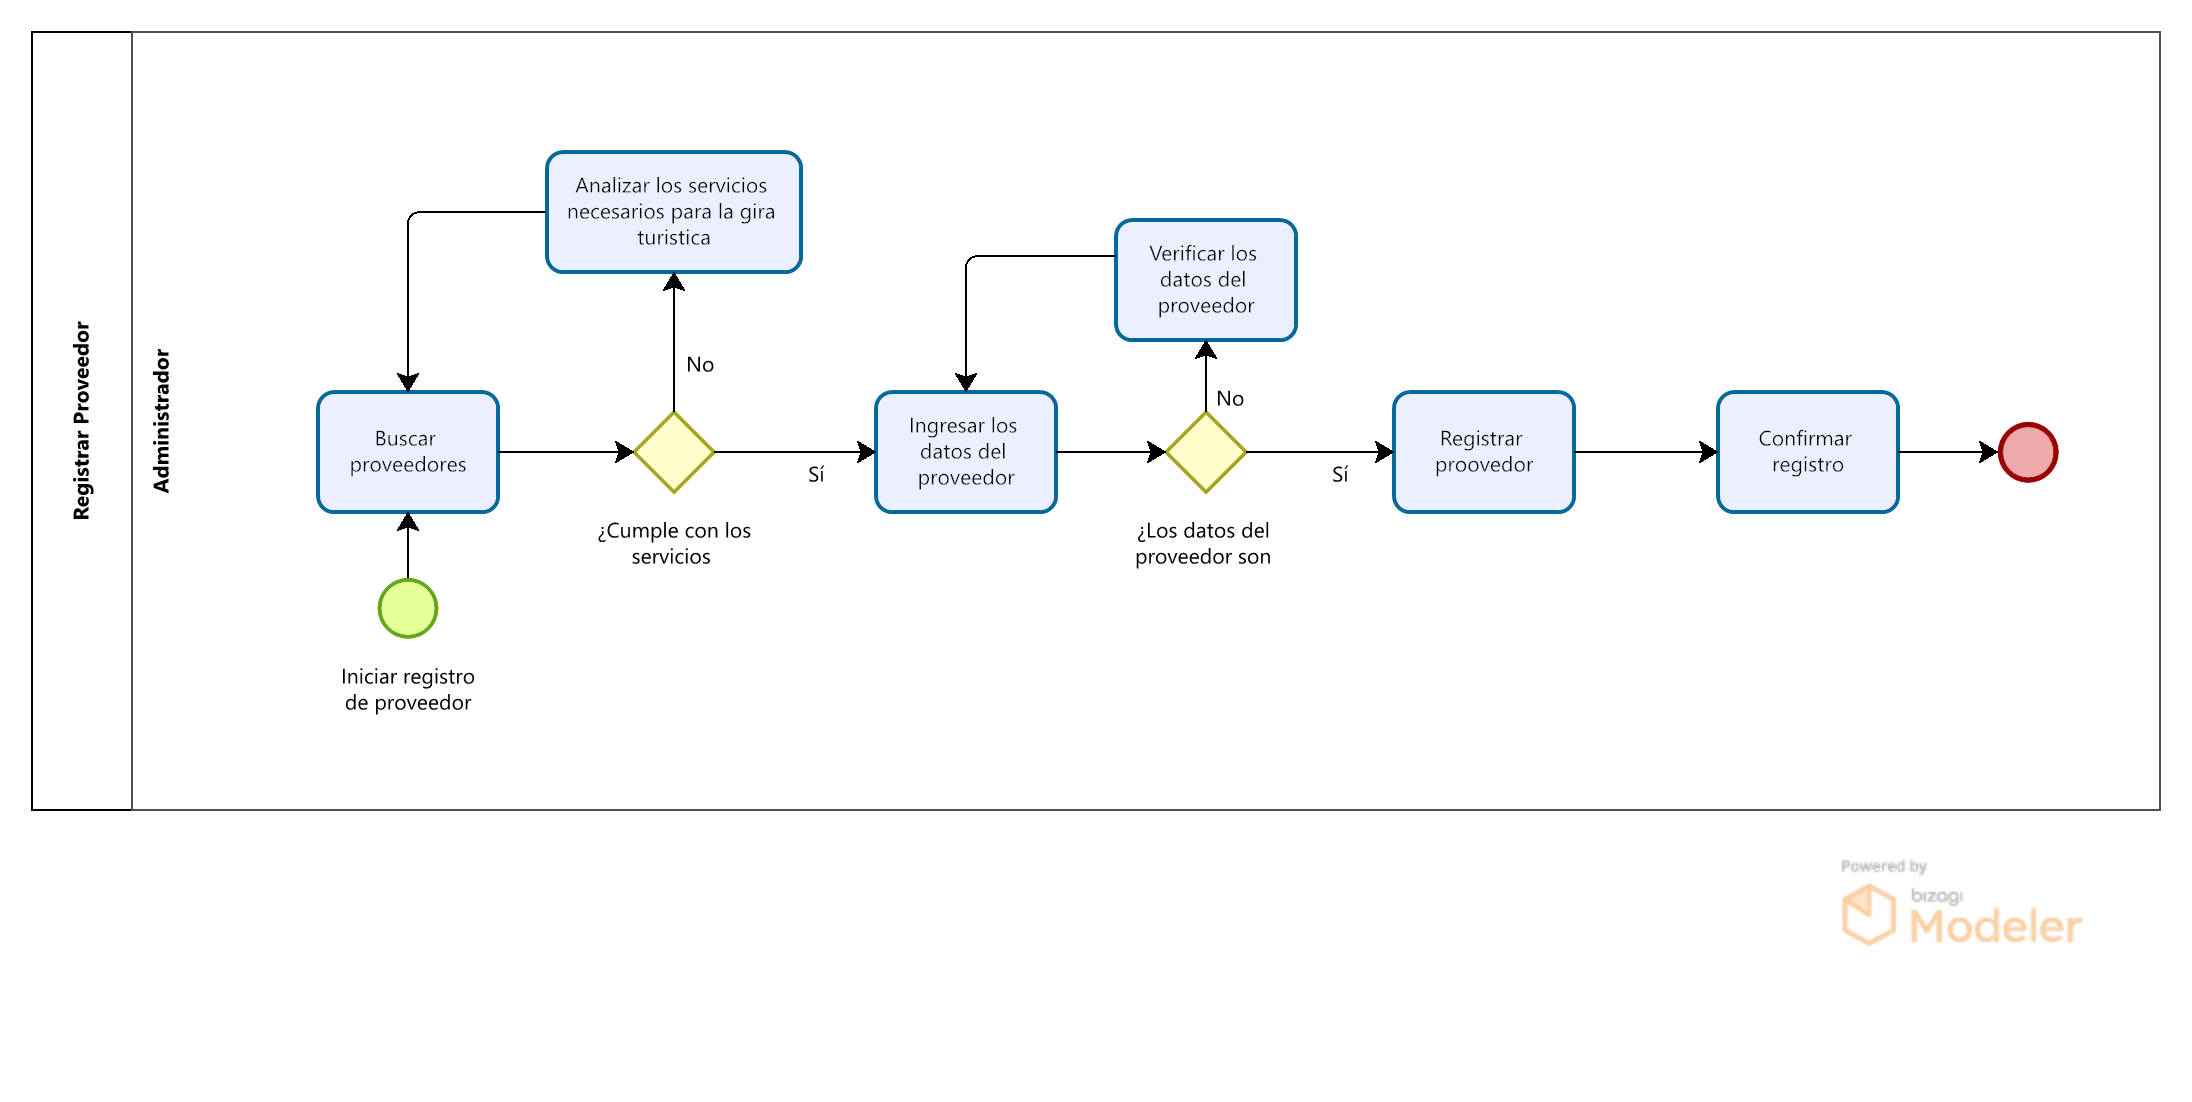 Registrar Proveedor
Administrador
Analizar los servicios
necesarios para la gira
turistica
Verificar los
datos del
proveedor
No
No
Buscar
proveedores
Sí
Ingresar los
datos del
proveedor
Sí
Registrar
proovedor
Confirmar
registro
¿Cumple con los
servicios
¿Los datos del
proveedor son
Iniciar registro
de proveedor
Powered by
bizagi
Modeler